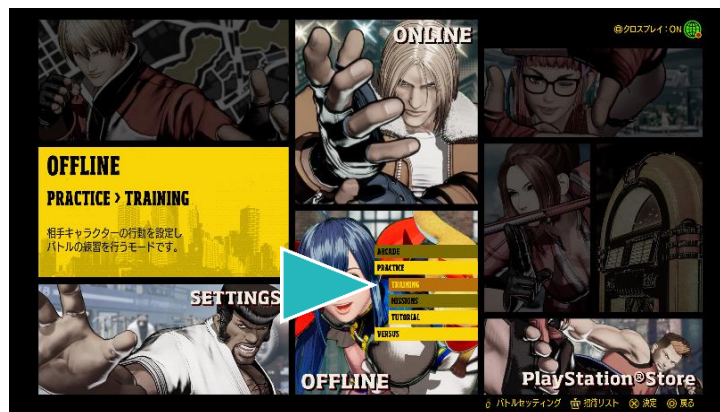 ONLINE
クロスプレイ：ON
OFFLINE
PRACTICE > TRAINING
相手キャラクターの行動を設定し
バトルの練習を行うモードです。
ARCADE
PRACTICE
TRAINING
MISSIONS
TUTORIAL
VERSUS
SETTINGS
OFFLINE
PlayStation®Store
バトルセッティング 招待リスト 決定 戻る